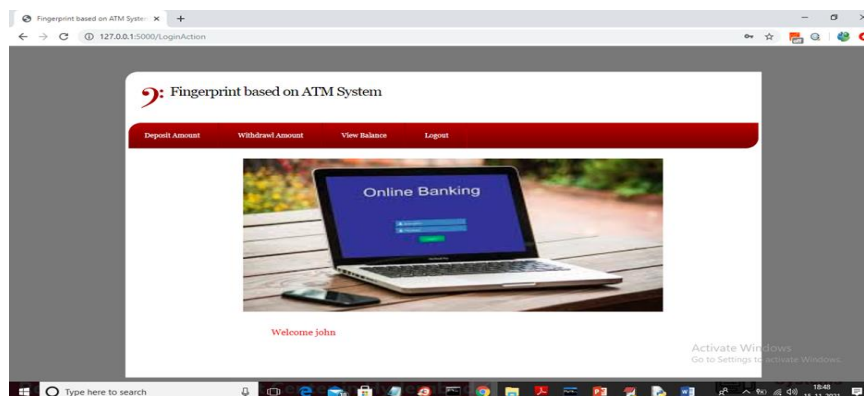 Fingerprint based on ATM System
127.0.0.1:5000/LoginAction
Fingerprint based on ATM System
Deposit Amount Withdrawl Amount View Balance Logout
Online Banking
Welcome john
Activate Windows
Go to Settings to activate Windows.
Type here to search
18:48